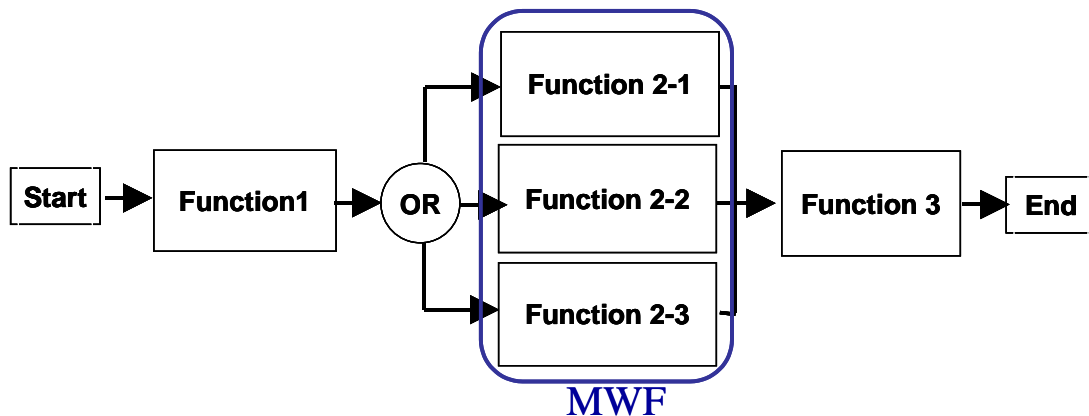 Start
Function1
OR
Function 2-1
Function 2-2
Function 2-3
Function 3
End
MWF